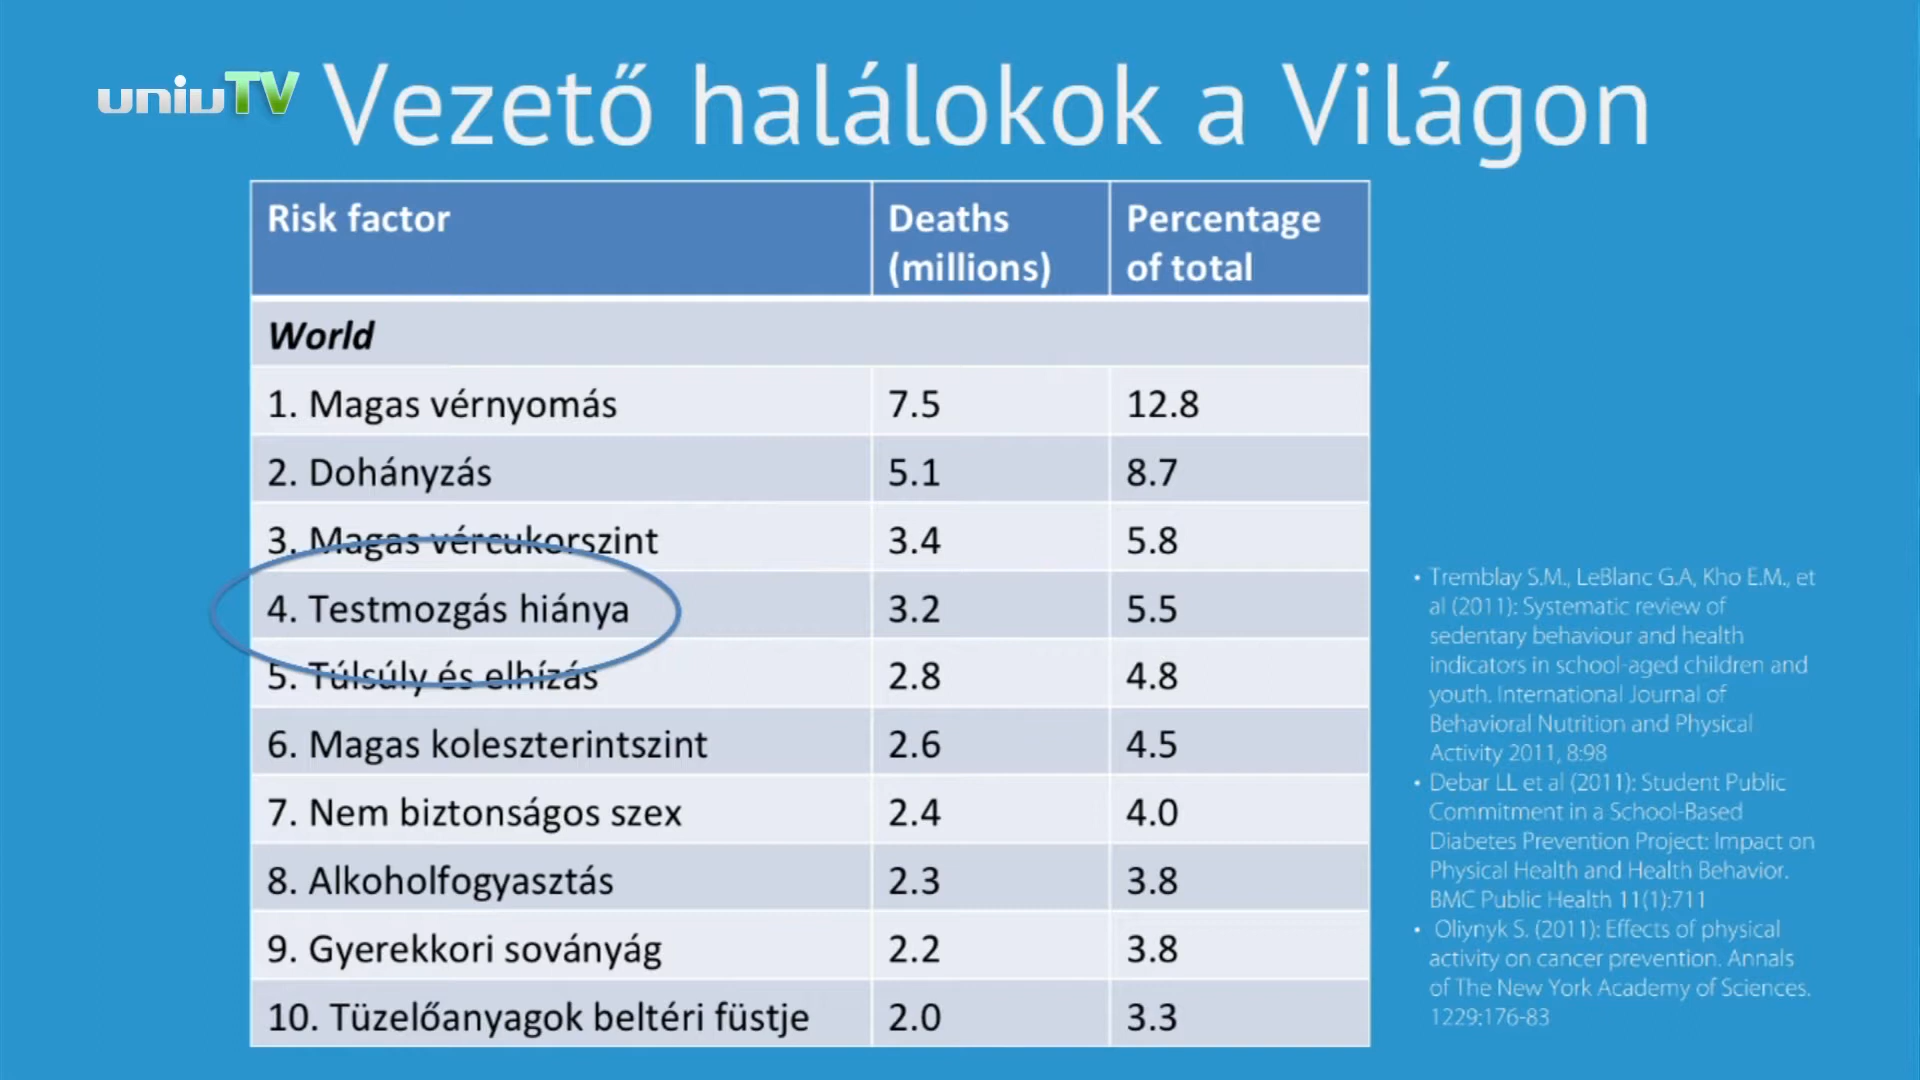 uniuTV
Vezető halálokok a Világon
Risk factor
Deaths
(millions)
Percentage
of total
World
1. Magas vérnyomás 7.5 12.8
2. Dohányzás 5.1 8.7
3. Magas vércukorszint 3.4 5.8
4. Testmozgás hiánya 3.2 5.5
5. Túlsúly és elhízás 2.8 4.8
6. Magas koleszterintszint 2.6 4.5
7. Nem biztonságos szex 2.4 4.0
8. Alkoholfogyasztás 2.3 3.8
9. Gyerekkori soványág 2.2 3.8
10. Tüzelőanyagok beltéri füstje 2.0 3.3
• Tremblay S.M., LeBlanc G.A, Kho E.M., et
al (2011): Systematic review of
sedentary behaviour and health
indicators in school-aged children and
youth. International Journal of
Behavioral Nutrition and Physical
Activity 2011, 8:98
• Debar LL et al (2011): Student Public
Commitment in a School-Based
Diabetes Prevention Project: Impact on
Physical Health and Health Behavior.
BMC Public Health 11(1):711
• Oliynyk S. (2011): Effects of physical
activity on cancer prevention. Annals
of The New York Academy of Sciences.
1229:176-83